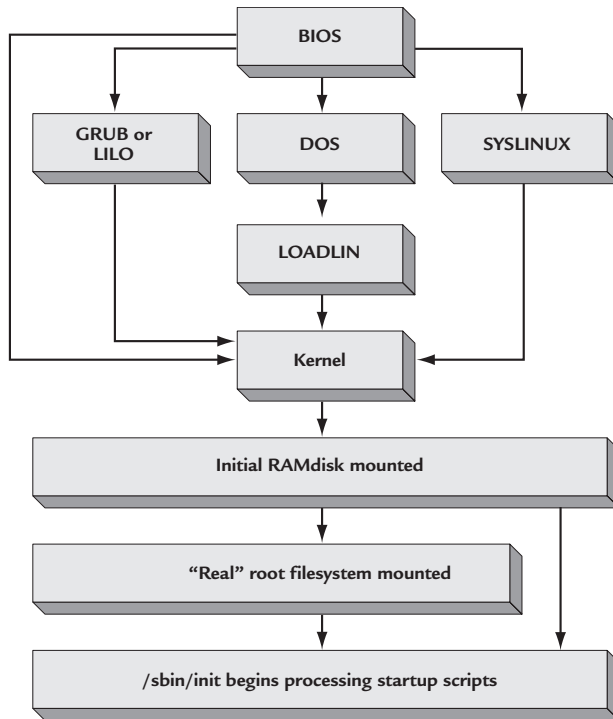 BIOS
GRUB or
LILO
DOS
SYSLINUX
LOADLIN
Kernel
Initial RAMdisk mounted
“Real” root filesystem mounted
/sbin/init begins processing startup scripts